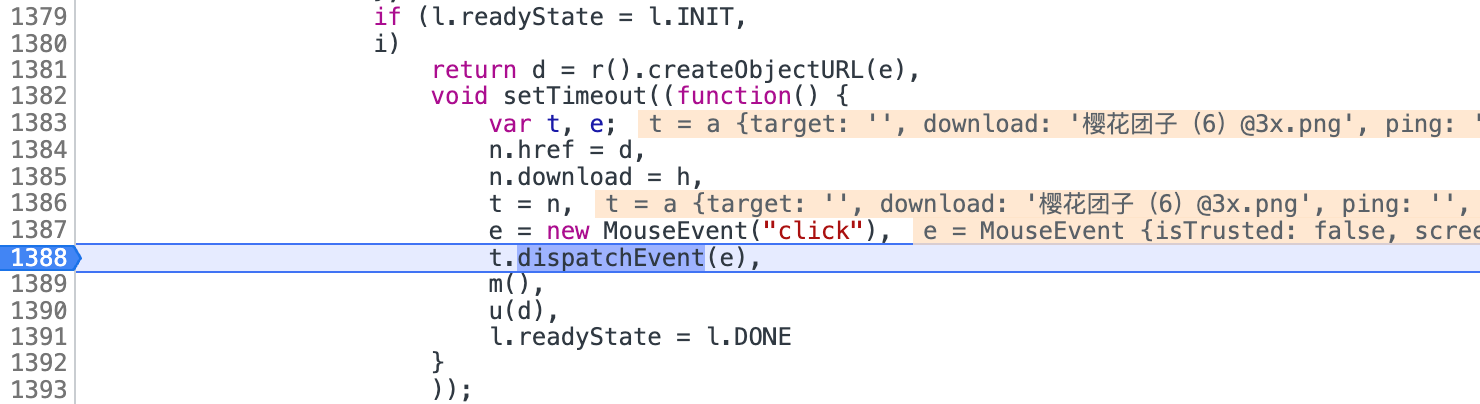 1379 if (l.readyState = l.INIT,
1380 i)
1381 return d = r().createObjectURL(e),
1382 void setTimeout((function() {
1383 var t, e; t = a {target: '', download: '樱花团子（6）@3x.png', ping: '
1384 n.href = d,
1385 n.download = h,
1386 t = n, t = a {target: '', download: '樱花团子（6）@3x.png', ping: '',
1387 e = new MouseEvent("click"), e = MouseEvent {isTrusted: false, scree
1388 t.dispatchEvent(e),
1389 m(),
1390 u(d),
1391 l.readyState = l.DONE
1392 }
1393 ));